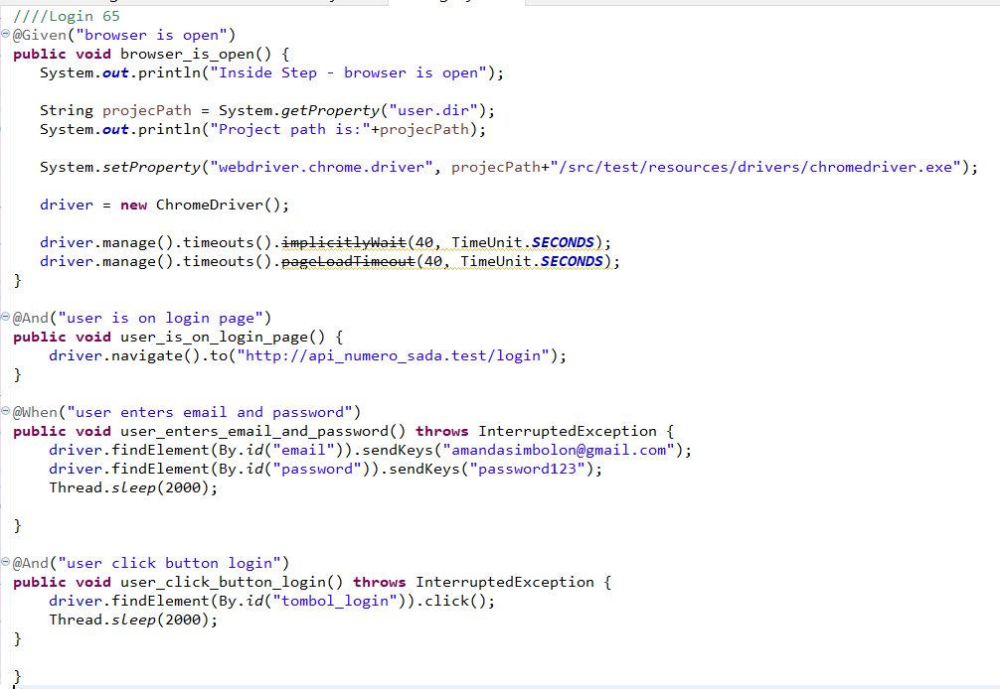 ////Login 65
@Given("browser is open")
public void browser_is_open() {
System.out.println("Inside Step - browser is open");
String projecPath = System.getProperty("user.dir");
System.out.println("Project path is:"+projecPath);
System.setProperty("webdriver.chrome.driver", projecPath+"/src/test/resources/drivers/chromedriver.exe");
driver = new ChromeDriver();
driver.manage().timeouts().implicitlyWait(40, TimeUnit.SECONDS);
driver.manage().timeouts().pageLoadTimeout(40, TimeUnit.SECONDS);
}
@And("user is on login page")
public void user_is_on_login_page() {
driver.navigate().to("http://api_numero_sada.test/login");
}
@When("user enters email and password")
public void user_enters_email_and_password() throws InterruptedException {
driver.findElement(By.id("email")).sendKeys("amandasimbolon@gmail.com");
driver.findElement(By.id("password")).sendKeys("password123");
Thread.sleep(2000);
}
@And("user click button login")
public void user_click_button_login() throws InterruptedException {
driver.findElement(By.id("tombol_login")).click();
Thread.sleep(2000);
}
}